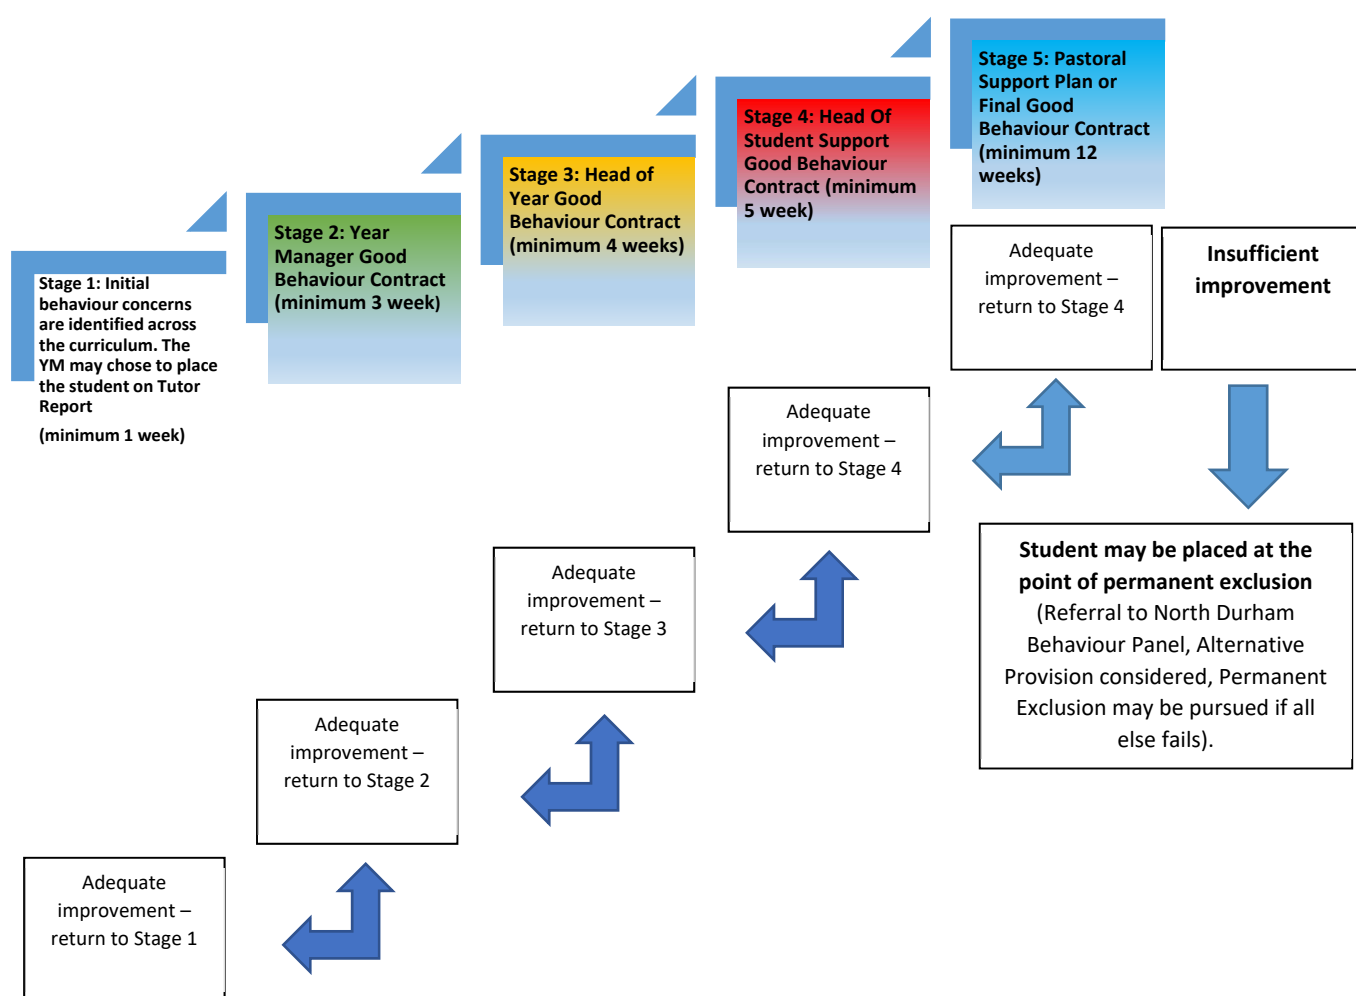 Stage 1: Initial
behaviour concerns
are identified across
the curriculum. The
YM may chose to place
the student on Tutor
Report
(minimum 1 week)
Stage 2: Year
Manager Good
Behaviour Contract
(minimum 3 week)
Stage 3: Head of
Year Good
Behaviour Contract
(minimum 4 weeks)
Stage 4: Head Of
Student Support
Good Behaviour
Contract (minimum
5 week)
Stage 5: Pastoral
Support Plan or
Final Good
Behaviour Contract
(minimum 12
weeks)
Adequate
improvement –
return to Stage 4
Insufficient
improvement
Adequate
improvement –
return to Stage 4
Student may be placed at the
point of permanent exclusion
(Referral to North Durham
Behaviour Panel, Alternative
Provision considered, Permanent
Exclusion may be pursued if all
else fails).
Adequate
improvement –
return to Stage 3
Adequate
improvement –
return to Stage 2
Adequate
improvement –
return to Stage 1